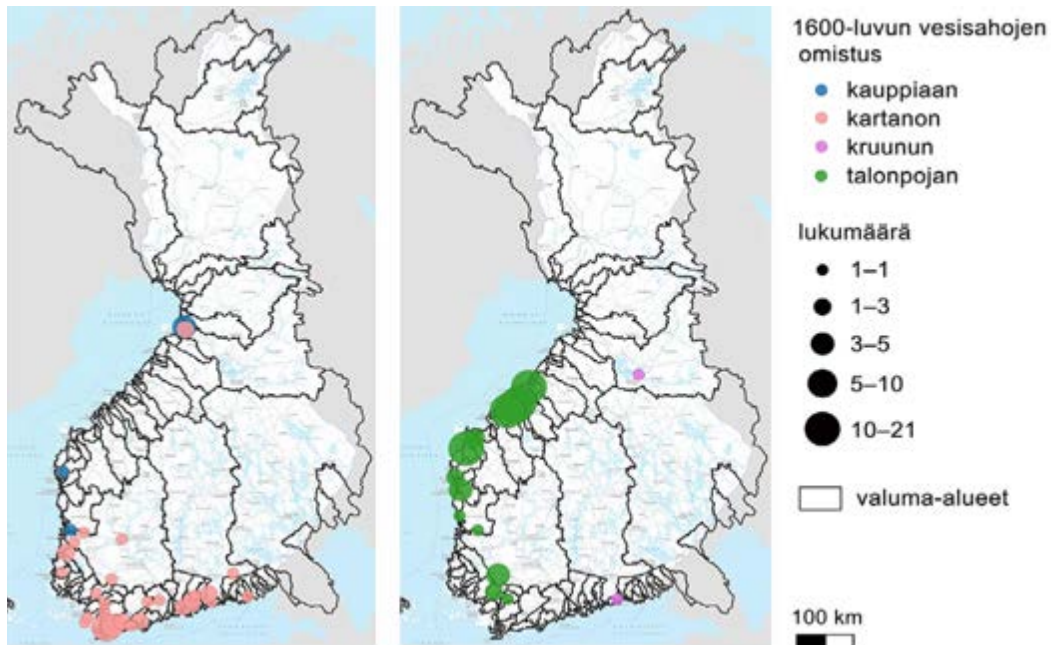 1600-luvun vesisahojen
omistus
kauppiaan
kartanon
kruunun
talonpojan
lukumäärä
1–1
1–3
3–5
5–10
10–21
valuma-alueet
100 km